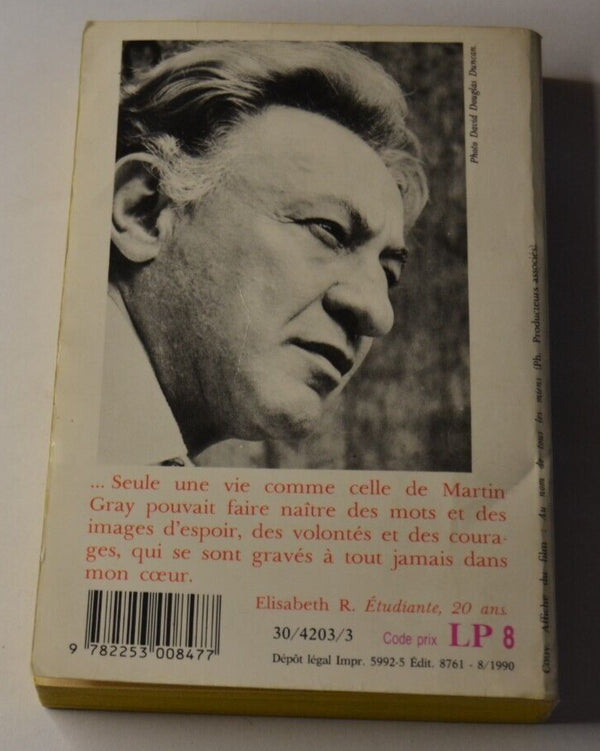 Photo David Douglas Duncan.
... Seule une vie comme celle de Martin
Gray pouvait faire naître des mots et des
images d'espoir, des volontés et des coura-
ges, qui se sont gravés à tout jamais dans
mon cœur.
Elisabeth R. Étudiante, 20 ans.
9 782253 008477
30/4203/3
Code prix LP 8
Dépôt légal Impr. 5992-5 Édit. 8761 - 8/1990
Couv. Affiche du film : Au nom de tous les miens (Ph. Producteurs associés)